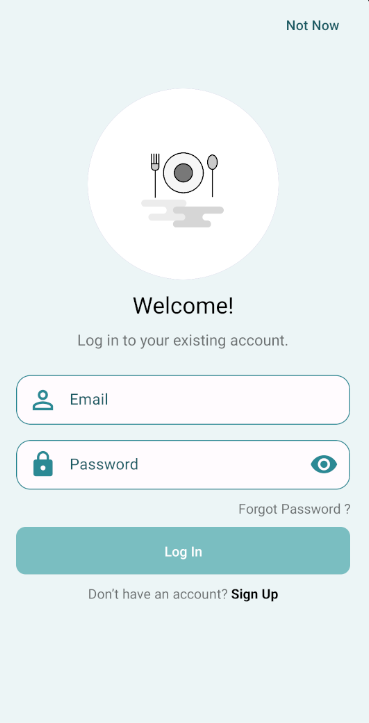 Not Now
Welcome!
Log in to your existing account.
Email
Password
Forgot Password ?
Log In
Don't have an account? Sign Up